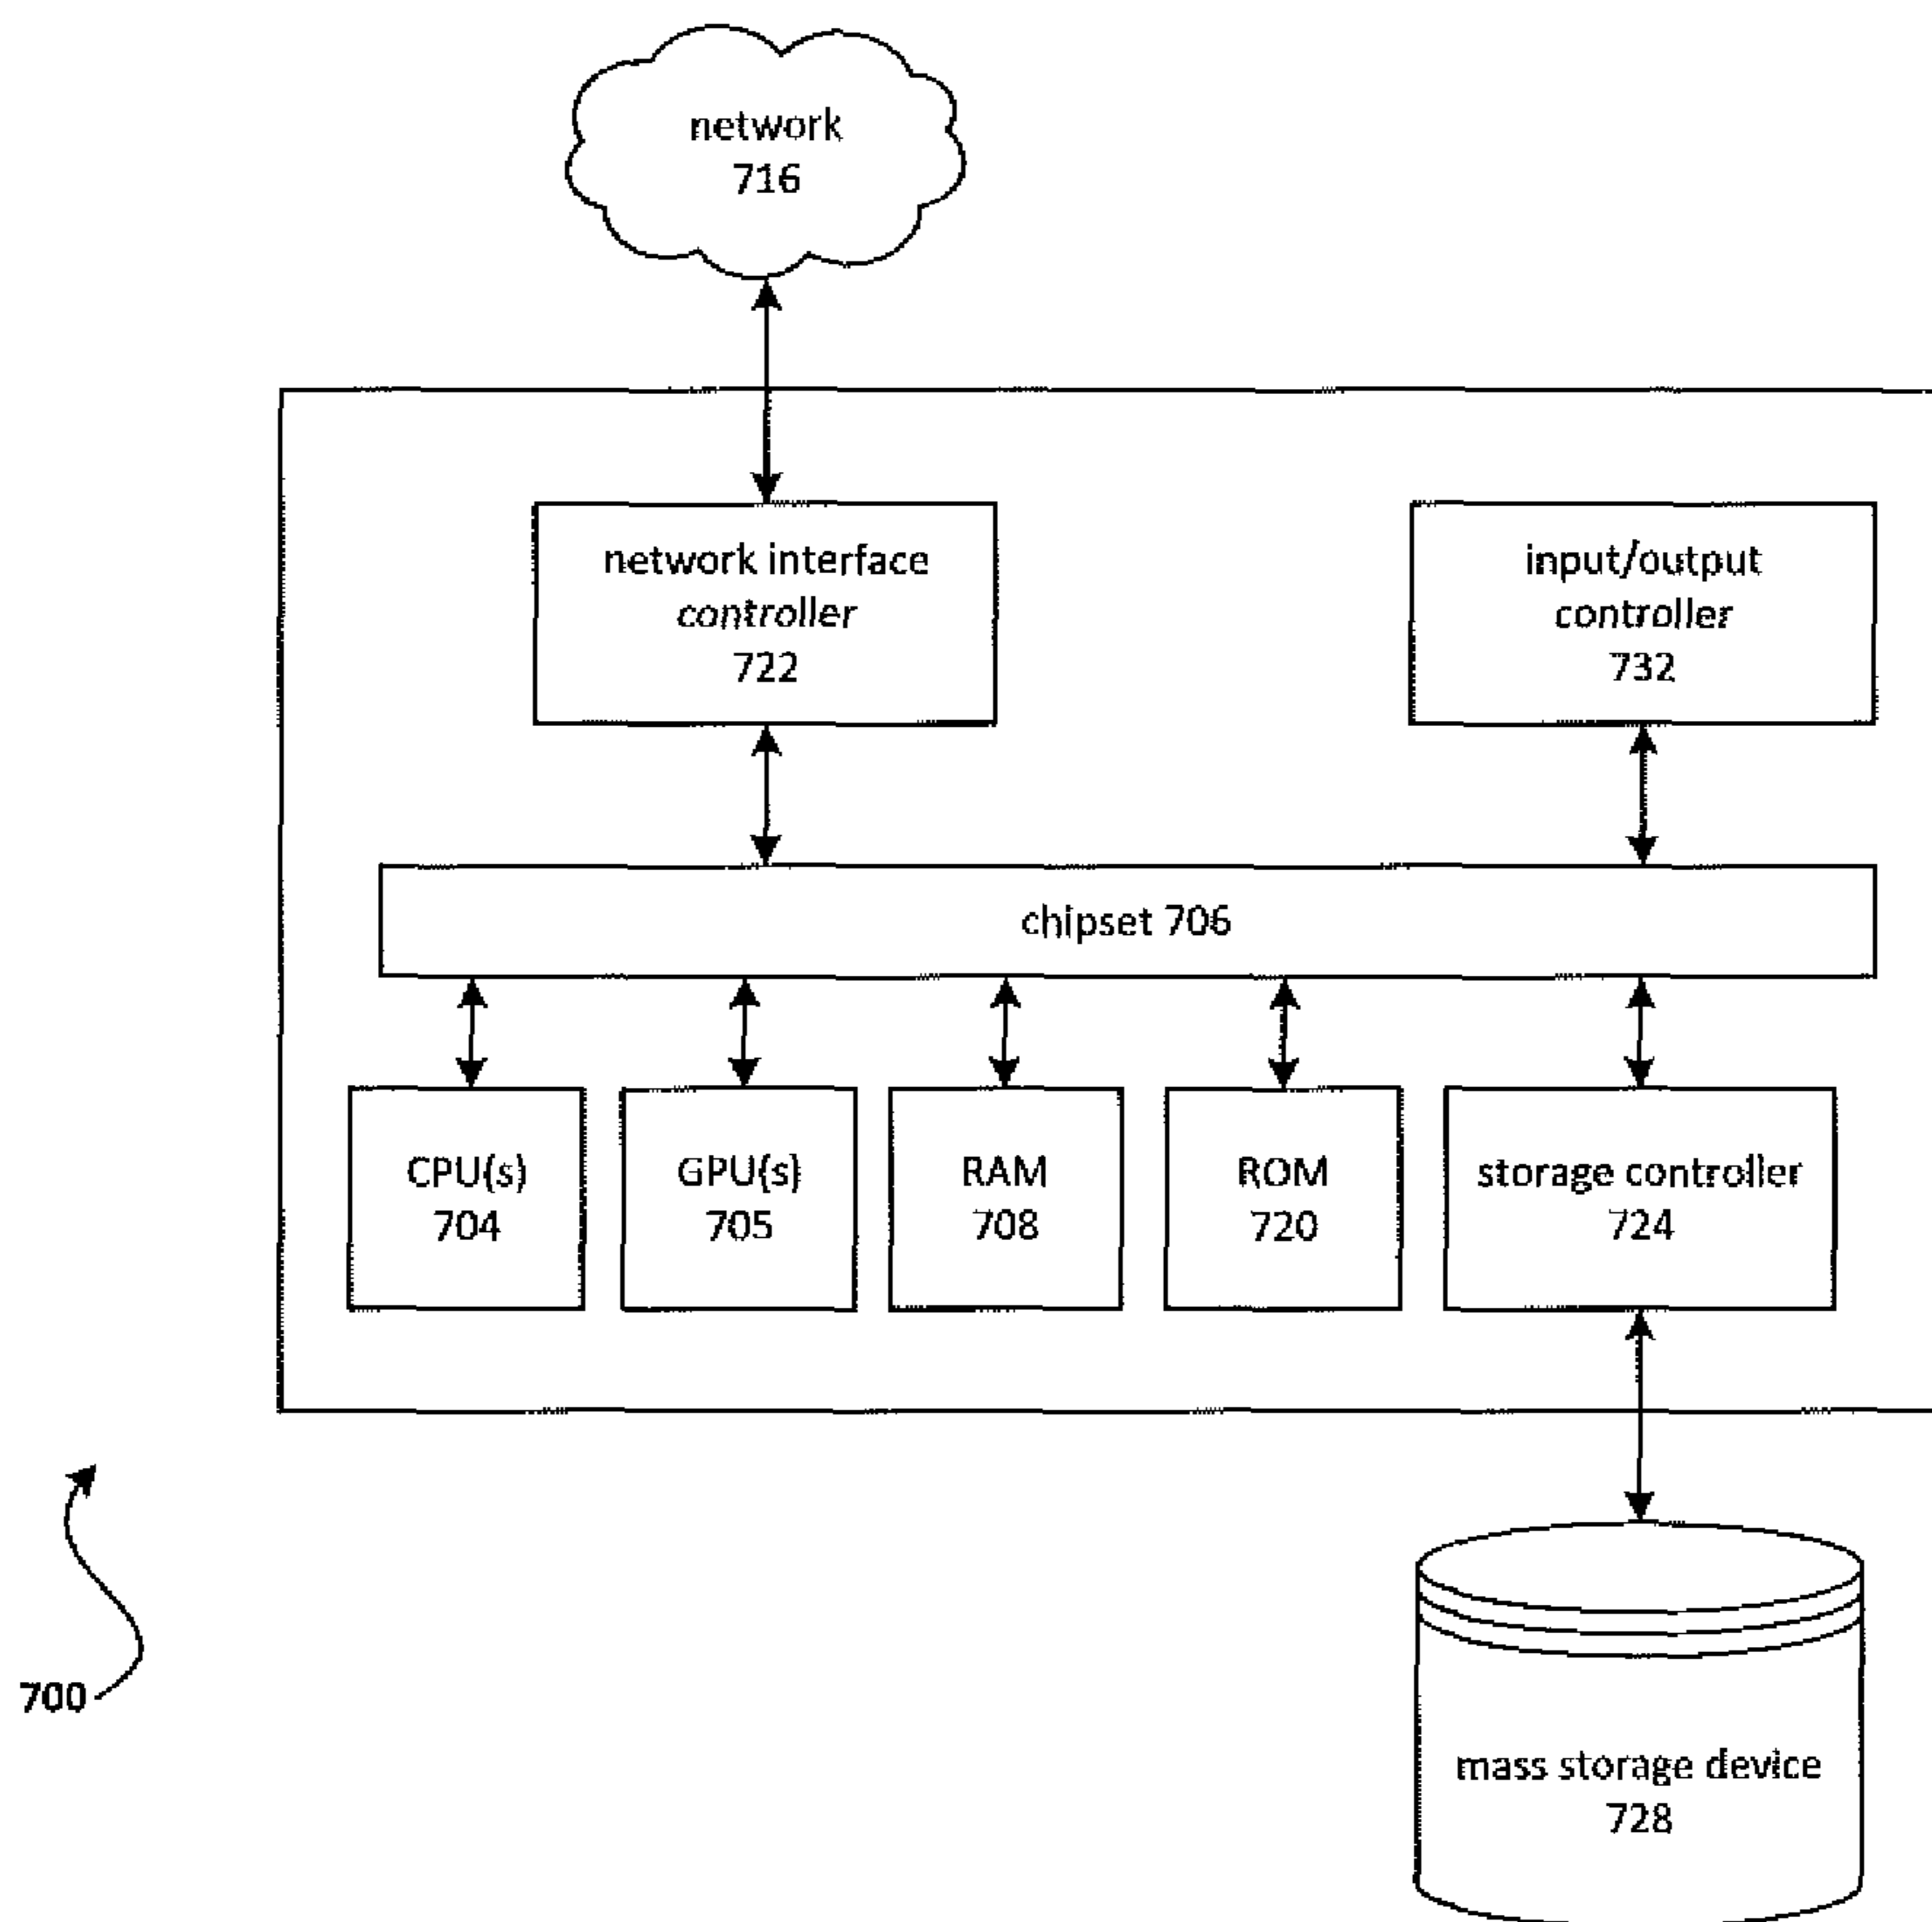 network
716
network interface
controller
722
input/output
controller
732
chipset 706
CPU(s)
704
GPU(s)
705
RAM
708
ROM
720
storage controller
724
700
mass storage device
728